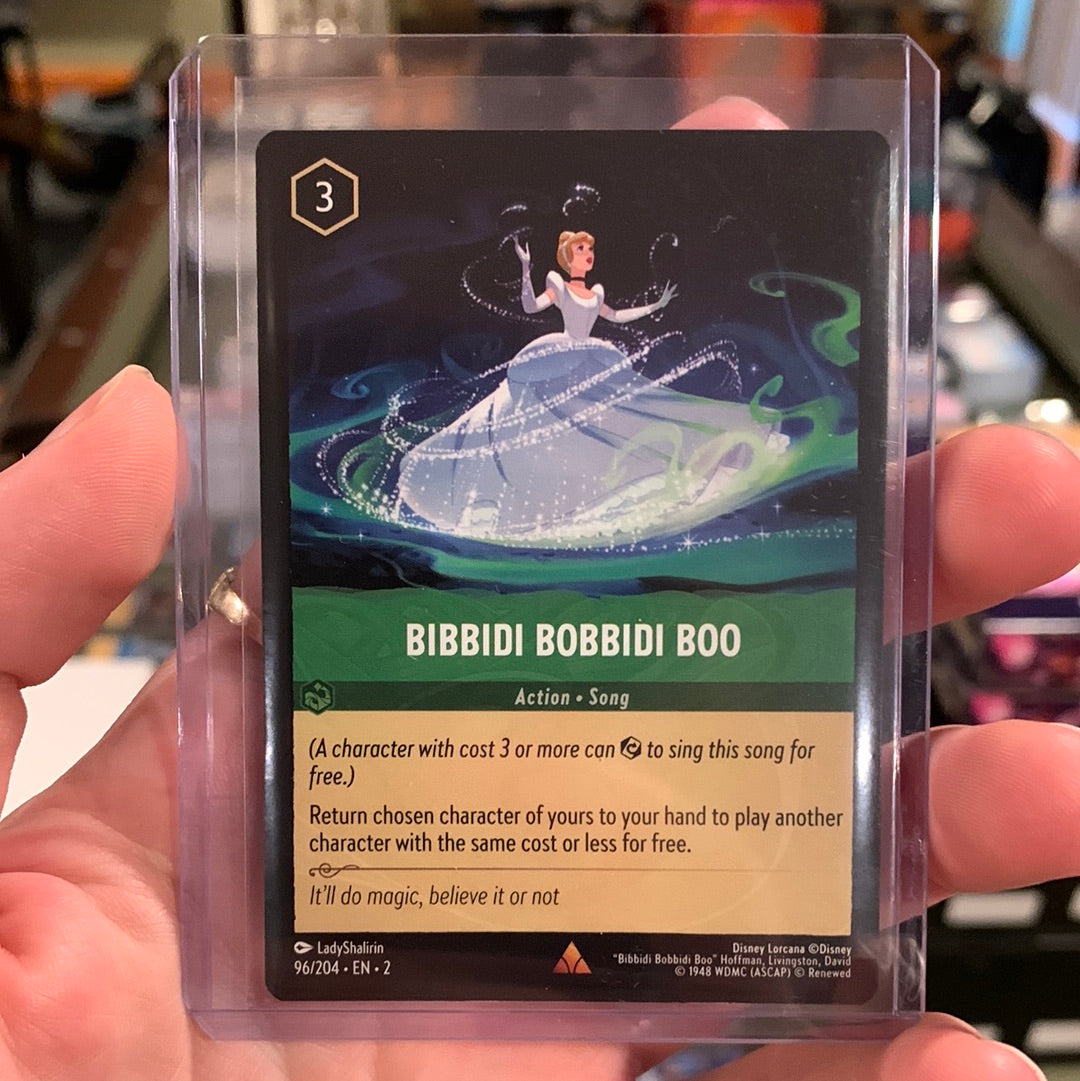 3
BIBBIDI BOBBIDI BOO
Action • Song
(A character with cost 3 or more can to sing this song for
free.)
Return chosen character of yours to your hand to play another
character with the same cost or less for free.
It'll do magic, believe it or not
LadyShalirin
96/204 • EN • 2
Disney Lorcana ©Disney
"Bibbidi Bobbidi Boo" Hoffman, Livingston, David
© 1948 WDMC (ASCAP) © Renewed